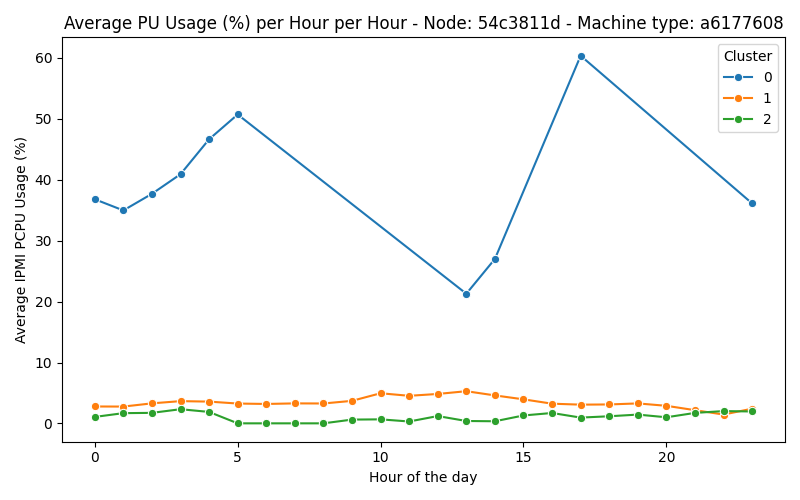 Average PU Usage (%) per Hour per Hour - Node: 54c3811d - Machine type: a6177608
Cluster
0
1
2
Average IPMI PCPU Usage (%)
60
50
40
30
20
10
0
0 5 10 15 20
Hour of the day